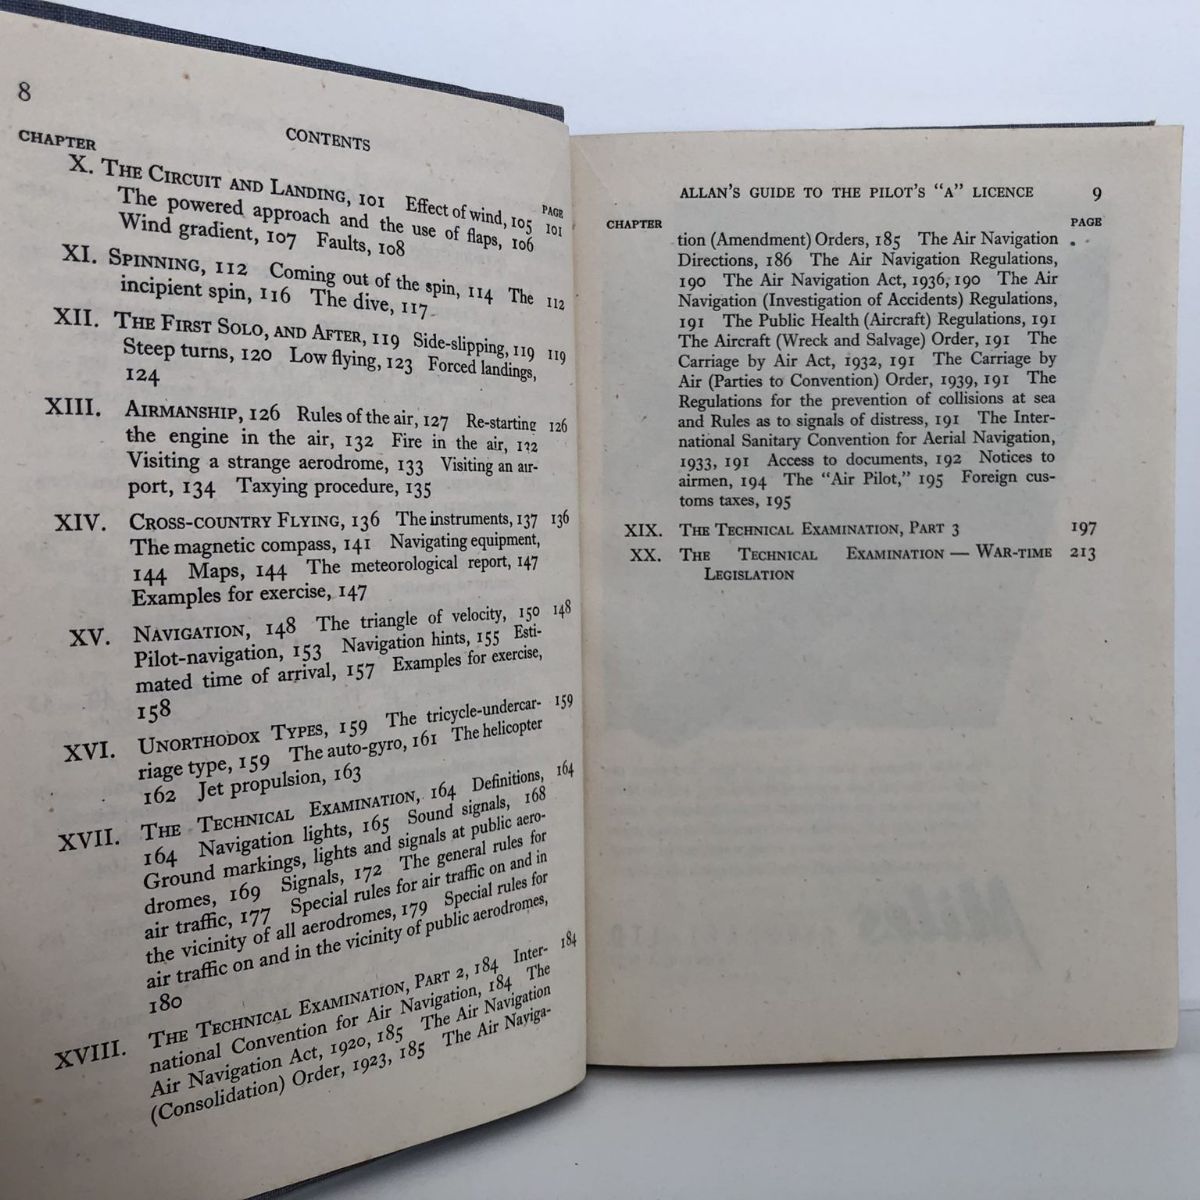 8
CONTENTS
CHAPTER
PAGE
X. THE CIRCUIT AND LANDING, 101 Effect of wind, 105 101
The powered approach and the use of flaps, 106
Wind gradient, 107 Faults, 108
XI. SPINNING, 112 Coming out of the spin, 114 The 112
incipient spin, 116 The dive, 117
XII. THE FIRST SOLO, AND AFTER, 119 Side-slipping, 119 119
Steep turns, 120 Low flying, 123 Forced landings,
124
XIII. AIRMANSHIP, 126 Rules of the air, 127 Re-starting 126
the engine in the air, 132 Fire in the air, 132
Visiting a strange aerodrome, 133 Visiting an air-
port, 134 Taxying procedure, 135
XIV. CROSS-COUNTRY FLYING, 136 The instruments, 137 136
The magnetic compass, 141 Navigating equipment,
144 Maps, 144 The meteorological report, 147
Examples for exercise, 147
XV. NAVIGATION, 148 The triangle of velocity, 150 148
Pilot-navigation, 153 Navigation hints, 155 Esti-
mated time of arrival, 157 Examples for exercise,
158
XVI. UNORTHODOX TYPES, 159 The tricycle-undercar- 159
riage type, 159 The auto-gyro, 161 The helicopter
162 Jet propulsion, 163
XVII. THE TECHNICAL EXAMINATION, 164 Definitions, 164
164 Navigation lights, 165 Sound signals, 168
Ground markings, lights and signals at public aero-
dromes, 169 Signals, 172 The general rules for
air traffic, 177 Special rules for air traffic on and in
the vicinity of all aerodromes, 179 Special rules for
air traffic on and in the vicinity of public aerodromes,
180
XVIII. THE TECHNICAL EXAMINATION, PART 2, 184 Inter- 184
national Convention for Air Navigation, 184 The
Air Navigation Act, 1920, 185 The Air Navigation
(Consolidation) Order, 1923, 185 The Air Naviga-
ALLAN'S GUIDE TO THE PILOT'S "A" LICENCE 9
CHAPTER PAGE
tion (Amendment) Orders, 185 The Air Navigation
Directions, 186 The Air Navigation Regulations,
190 The Air Navigation Act, 1936, 190 The Air
Navigation (Investigation of Accidents) Regulations,
191 The Public Health (Aircraft) Regulations, 191
The Aircraft (Wreck and Salvage) Order, 191 The
Carriage by Air Act, 1932, 191 The Carriage by
Air (Parties to Convention) Order, 1939, 191 The
Regulations for the prevention of collisions at sea
and Rules as to signals of distress, 191 The Inter-
national Sanitary Convention for Aerial Navigation,
1933, 191 Access to documents, 192 Notices to
airmen, 194 The "Air Pilot," 195 Foreign cus-
toms taxes, 195
XIX. THE TECHNICAL EXAMINATION, PART 3 197
XX. THE TECHNICAL EXAMINATION — WAR-TIME 213
LEGISLATION